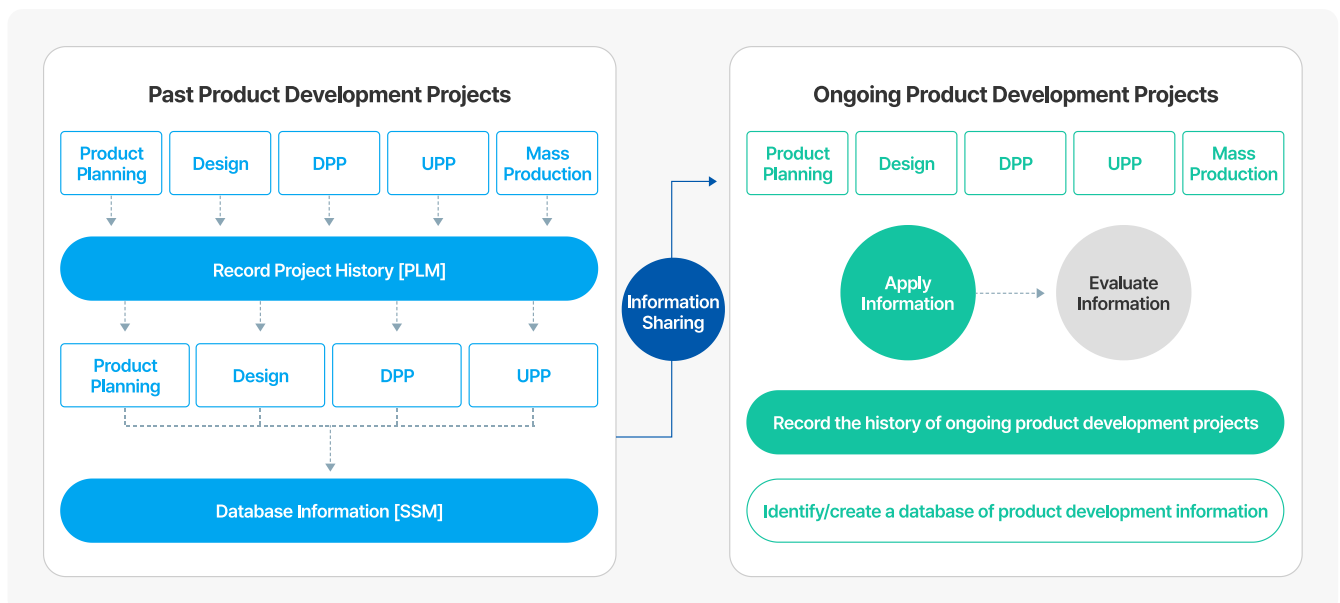 Past Product Development Projects
Product
Planning
Design
DPP
UPP
Mass
Production
Record Project History [PLM]
Product
Planning
Design
DPP
UPP
Database Information [SSM]
Information
Sharing
Ongoing Product Development Projects
Product
Planning
Design
DPP
UPP
Mass
Production
Apply
Information
Evaluate
Information
Record the history of ongoing product development projects
Identify/create a database of product development information